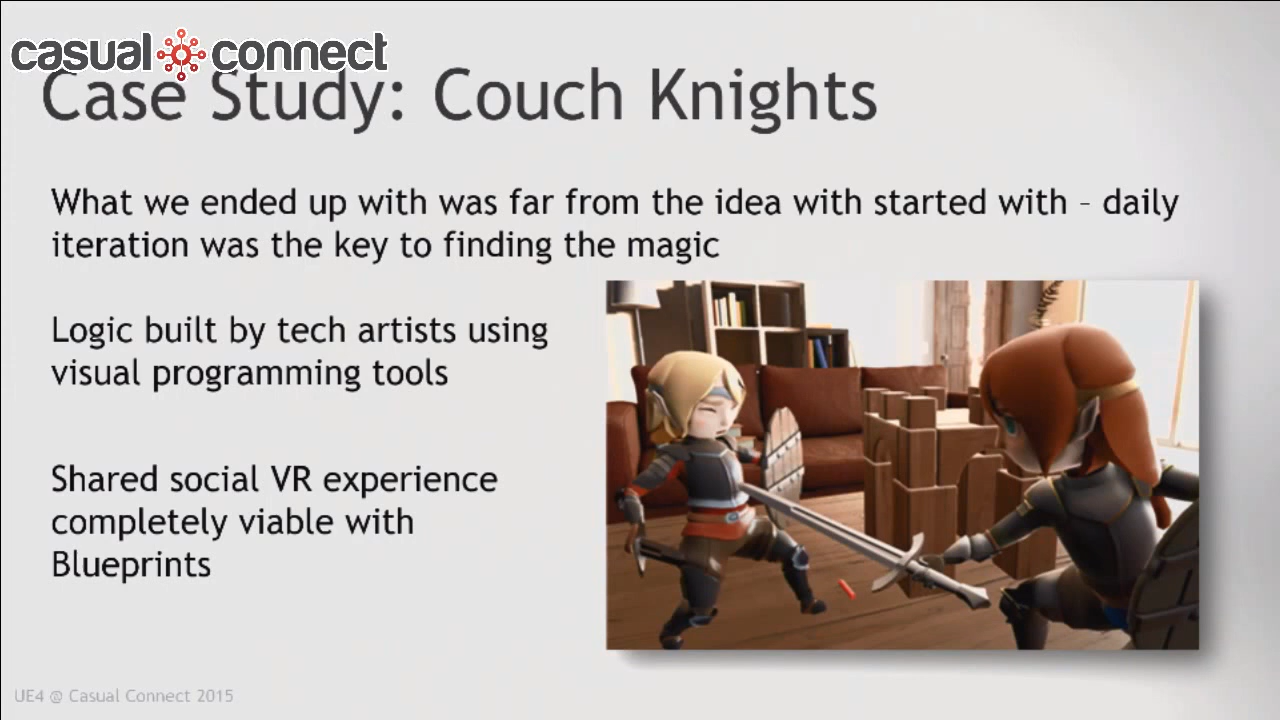 casual connect
Case Study: Couch Knights
What we ended up with was far from the idea with started with – daily
iteration was the key to finding the magic
Logic built by tech artists using
visual programming tools
Shared social VR experience
completely viable with
Blueprints
UE4 @ Casual Connect 2015